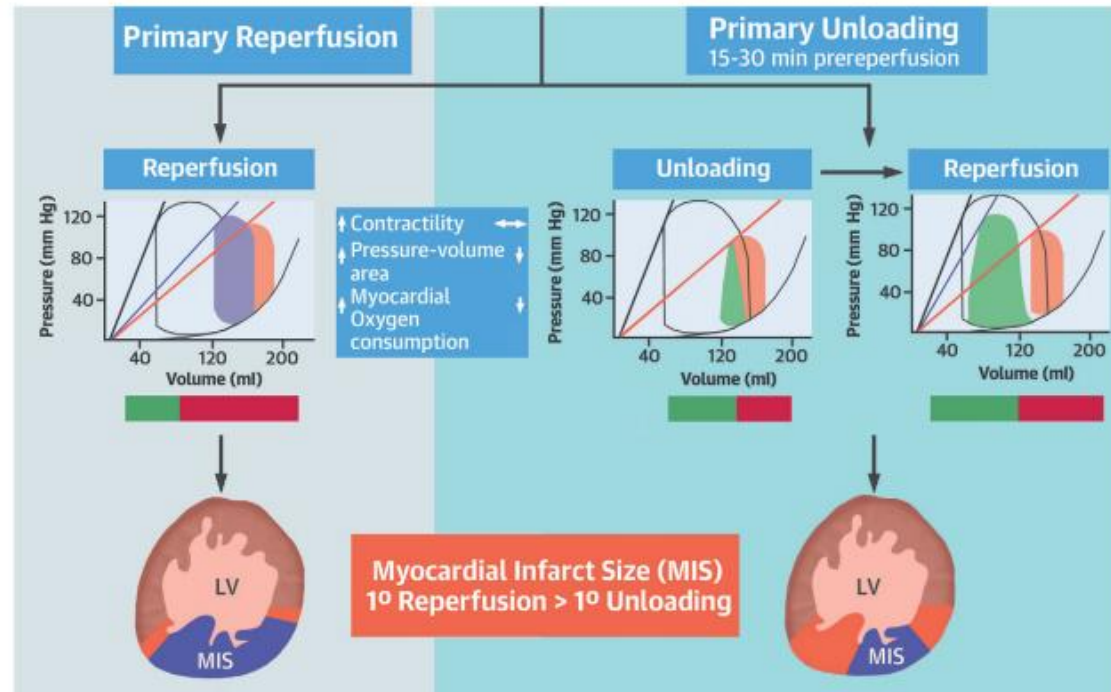 Primary Reperfusion
Primary Unloading
15-30 min prereperfusion
Reperfusion
Pressure (mm Hg)
120
80
40
40
120
200
Volume (ml)
Contractility
Pressure-volume
area
Myocardial
Oxygen
consumption
Unloading
Pressure (mm Hg)
120
80
40
40
120
200
Volume (ml)
Reperfusion
Pressure (mm Hg)
120
80
40
40
120
200
Volume (ml)
LV
MIS
Myocardial Infarct Size (MIS)
1º Reperfusion > 1º Unloading
LV
MIS